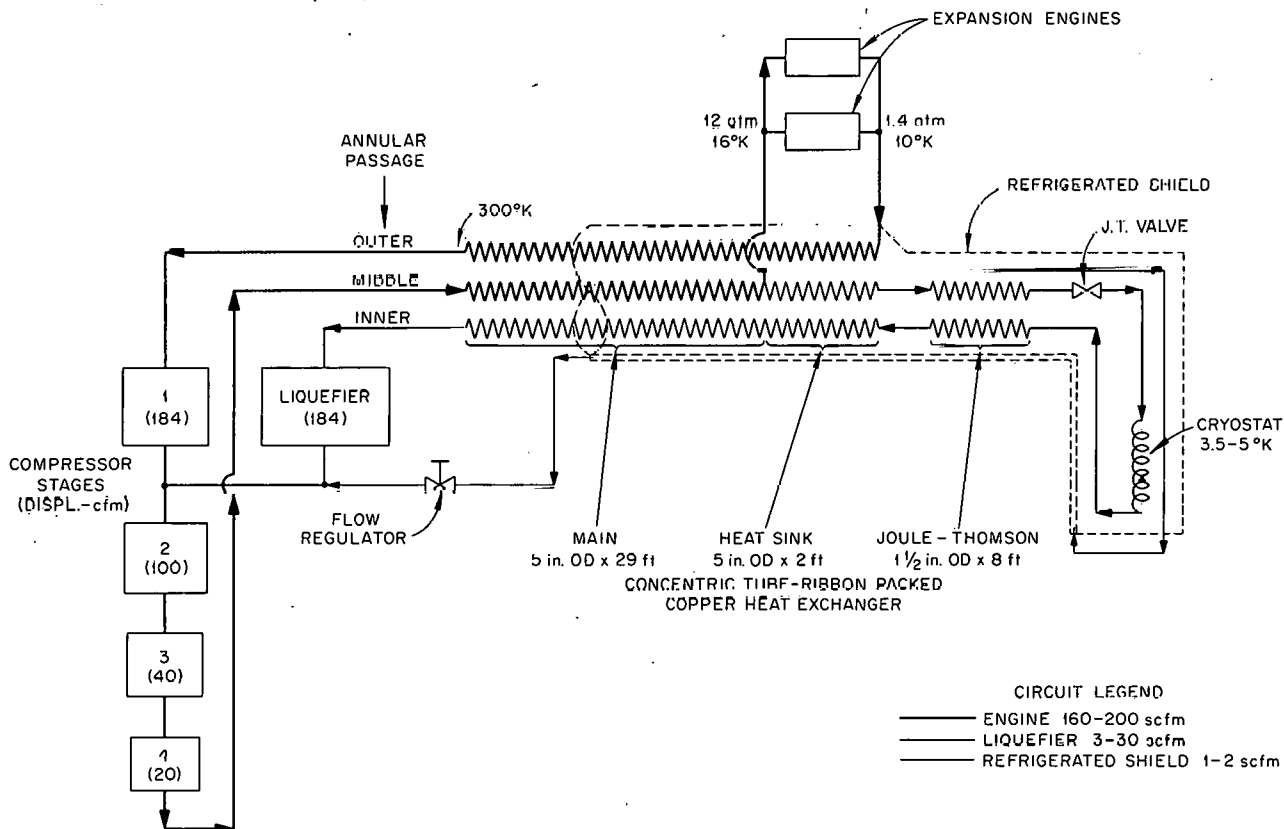 EXPANSION ENGINES
12 atm
16°K
1.4 atm
10°K
ANNULAR
PASSAGE
300°K
REFRIGERATED SHIELD
J.T. VALVE
OUTER
MIBBLE
INNER
1
(184)
LIQUEFIER
(184)
COMPRESSOR
STAGES
(DISPL.-cfm)
CRYOSTAT
3.5-5°K
FLOW
REGULATOR
2
(100)
MAIN
5 in. OD x 29 ft
HEAT SINK
5 in. OD x 2 ft
JOULE-THOMSON
1 1/2 in. OD x 8 ft
CONCENTRIC TUBE-RIBBON PACKED
COPPER HEAT EXCHANGER
3
(40)
4
(20)
CIRCUIT LEGEND
ENGINE 160-200 scfm
LIQUEFIER 3-30 scfm
REFRIGERATED SHIELD 1-2 scfm